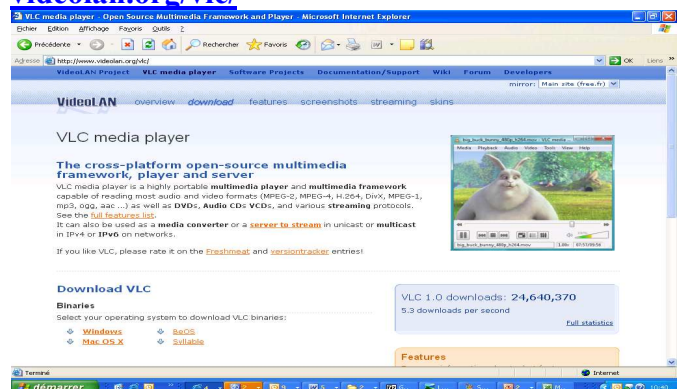 videolan.org/vlc/
VLC media player - Open Source Multimedia Framework and Player - Microsoft Internet Explorer
Fichier Edition Affichage Favoris Outils ?
Précédente Rechercher Favoris
Adresse http://www.videolan.org/vlc/ OK Liens »
VideoLAN Project VLC media player Software Projects Documentation/Support Wiki Forum Developers
mirror: Main site (free.fr)
VideoLAN overview download features screenshots streaming skins
VLC media player
big_buck_bunny_480p_h264.mov VLC media
Media Playback Audio Video Tools View Help
The cross-platform open-source multimedia
framework, player and server
VLC media player is a highly portable multimedia player and multimedia framework
capable of reading most audio and video formats (MPEG-2, MPEG-4, H.264, DivX, MPEG-1,
mp3, ogg, aac ...) as well as DVDs, Audio CDs VCDs, and various streaming protocols.
See the full features list.
It can also be used as a media converter or a server to stream in unicast or multicast
in IPv4 or IPv6 on networks.
big_buck_bunny_480p_h264.mov 1.00x
If you like VLC, please rate it on the Freshmeat and versiontracker entries!
Download VLC
Binaries
Select your operating system to download VLC binaries:
Windows BeOS
Mac OS X Syllable
VLC 1.0 downloads: 24,640,370
5.3 downloads per second
Full statistics
Features
Terminé Internet
démarrer 10:40